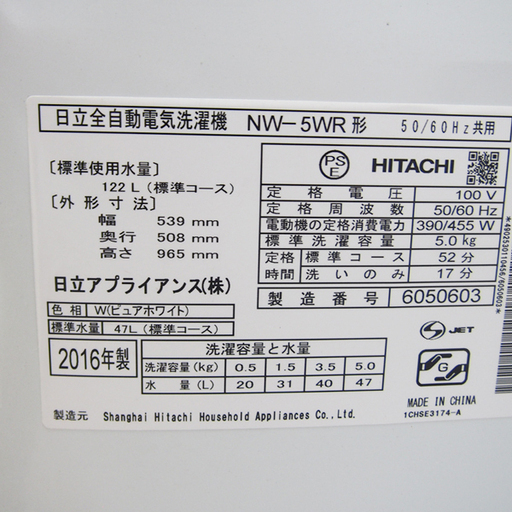 日立全自動電気洗濯機 NW-5WR 形 50/60Hz共用
〔標準使用水量〕
122L（標準コース）
〔外形寸法〕
幅 539 mm
奥行 508 mm
高さ 965 mm
日立アプライアンス(株)
色相 W(ピュアホワイト)
標準水量 47L（標準コース）
PSE HITACHI
定格電圧 100 V
定格周波数 50/60 Hz
電動機の定格消費電力 390/455 W
標準洗濯容量 5.0 kg
定格時間 標準コース 52分
洗いのみ 17分
製造番号 6050603
*4902530110456/6050603*
2016年製
洗濯容量と水量
洗濯容量(kg) 0.5 1.5 3.5 5.0
水量(L) 20 31 40 47
S JET
G
MADE IN CHINA
1CHSE3174-A
製造元 Shanghai Hitachi Household Appliances Co.,Ltd.